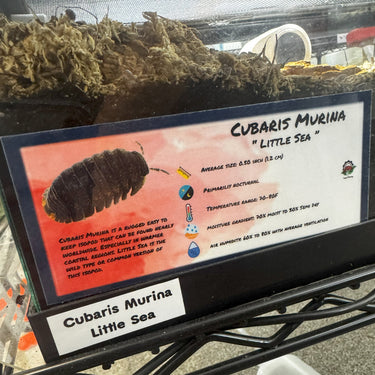 Cubaris Murina
"Little Sea"
Average size: 0.50 inch (1.2 cm)
Primarily nocturnal
Temperature range: 70-80F
Moisture gradient: 70% moist to 30% semi dry
Air humidity 60% to 80% with average ventilation
Cubaris Murina is a rugged easy to
keep isopod that can be found nearly
worldwide. Especially in warmer
coastal regions. Little Sea is the
wild type or common version of
this isopod.
Cubaris Murina
Little Sea